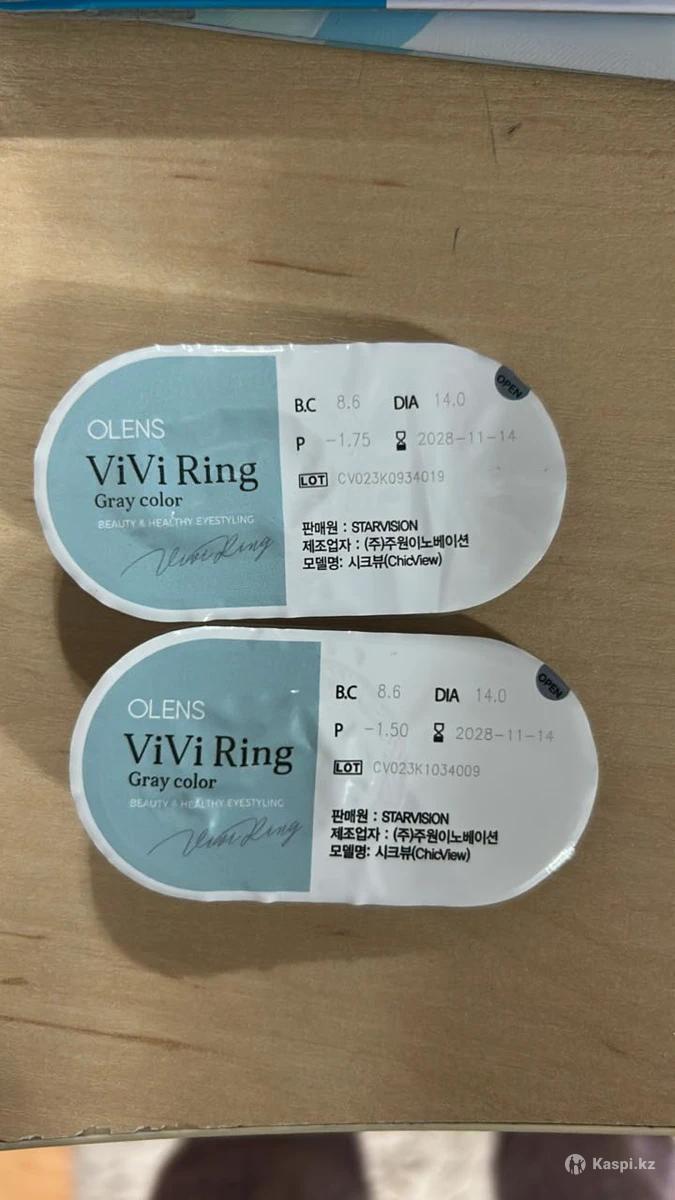 OPEN
B.C 8.6 DIA 14.0
P -1.75 2028-11-14
LOT CV023K0934019
OLENS
ViVi Ring
Gray color
BEAUTY & HEALTHY EYESTYLING
ViVi Ring
판매원 : STARVISION
제조업자 : (주)주원이노베이션
모델명: 시크뷰(ChicView)
OPEN
B.C 8.6 DIA 14.0
P -1.50 2028-11-14
LOT CV023K1034009
OLENS
ViVi Ring
Gray color
BEAUTY & HEALTHY EYESTYLING
ViVi Ring
판매원 : STARVISION
제조업자 : (주)주원이노베이션
모델명: 시크뷰(ChicView)
Kaspi.kz